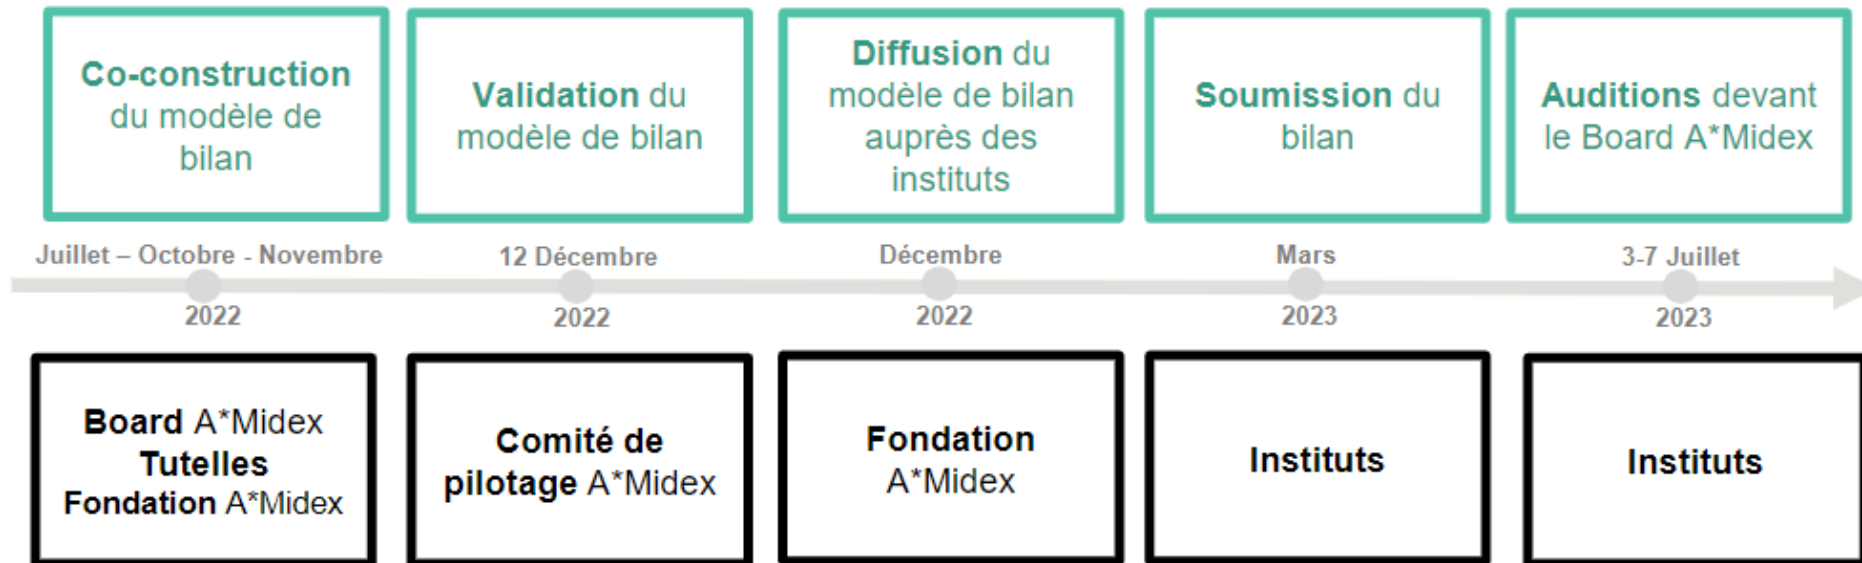 Co-construction
du modèle de
bilan
Validation du
modèle de bilan
Diffusion du
modèle de bilan
auprès des
instituts
Soumission du
bilan
Auditions devant
le Board A*Midex
Juillet – Octobre - Novembre
2022
12 Décembre
2022
Décembre
2022
Mars
2023
3-7 Juillet
2023
Board A*Midex
Tutelles
Fondation A*Midex
Comité de
pilotage A*Midex
Fondation
A*Midex
Instituts
Instituts